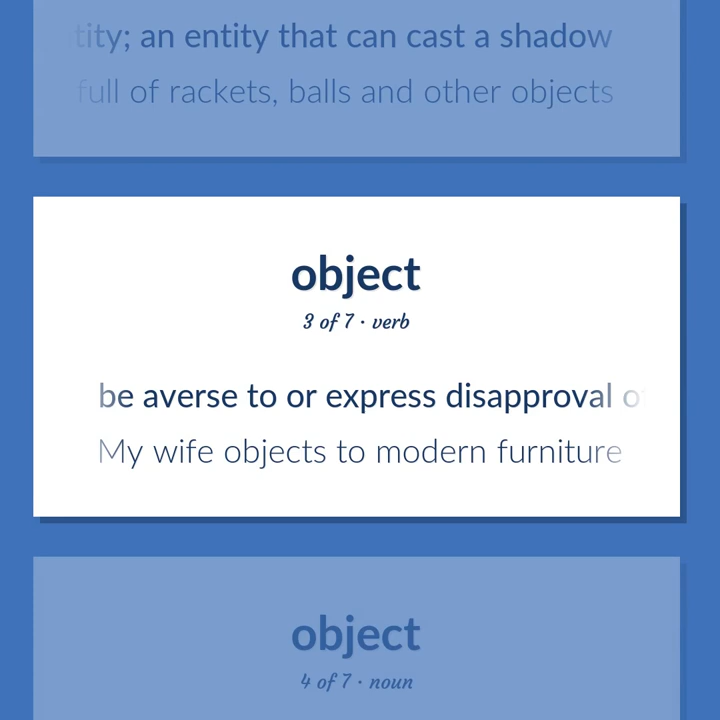 ; an entity that can cast a shadow
full of rackets, balls and other objects
object
3 of 7 · verb
be averse to or express disapproval
My wife objects to modern furniture
object
4 of 7 · noun